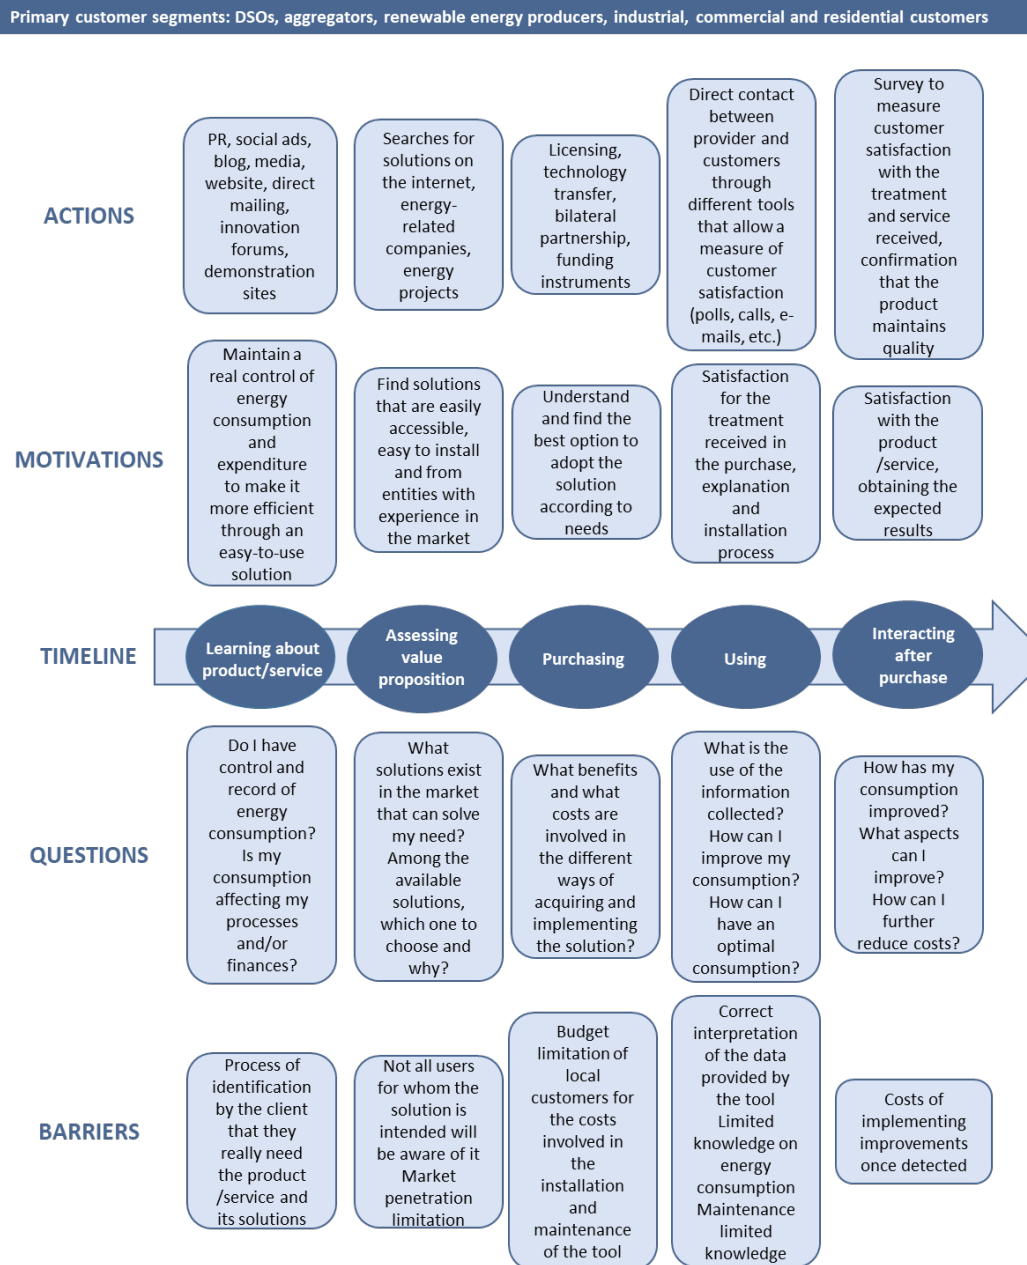 Primary customer segments: DSOs, aggregators, renewable energy producers, industrial, commercial and residential customers
ACTIONS
PR, social ads,
blog, media,
website, direct
mailing,
innovation
forums,
demonstration
sites
Searches for
solutions on
the internet,
energy-
related
companies,
energy
projects
Licensing,
technology
transfer,
bilateral
partnership,
funding
instruments
Direct contact
between
provider and
customers
through
different tools
that allow a
measure of
customer
satisfaction
(polls, calls, e-
mails, etc.)
Survey to
measure
customer
satisfaction
with the
treatment
and service
received,
confirmation
that the
product
maintains
quality
MOTIVATIONS
Maintain a
real control of
energy
consumption
and
expenditure
to make it
more efficient
through an
easy-to-use
solution
Find solutions
that are easily
accessible,
easy to install
and from
entities with
experience in
the market
Understand
and find the
best option to
adopt the
solution
according to
needs
Satisfaction
for the
treatment
received in
the purchase,
explanation
and
installation
process
Satisfaction
with the
product
/service,
obtaining the
expected
results
TIMELINE
Learning about
product/service
Assessing
value
proposition
Purchasing
Using
Interacting
after
purchase
QUESTIONS
Do I have
control and
record of
energy
consumption?
Is my
consumption
affecting my
processes
and/or
finances?
What
solutions exist
in the market
that can solve
my need?
Among the
available
solutions,
which one to
choose and
why?
What benefits
and what
costs are
involved in
the different
ways of
acquiring and
implementing
the solution?
What is the
use of the
information
collected?
How can I
improve my
consumption?
How can I
have an
optimal
consumption?
How has my
consumption
improved?
What aspects
can I
improve?
How can I
further
reduce costs?
BARRIERS
Process of
identification
by the client
that they
really need
the product
/service and
its solutions
Not all users
for whom the
solution is
intended will
be aware of it
Market
penetration
limitation
Budget
limitation of
local
customers for
the costs
involved in
the
installation
and
maintenance
of the tool
Correct
interpretation
of the data
provided by
the tool
Limited
knowledge on
energy
consumption
Maintenance
limited
knowledge
Costs of
implementing
improvements
once detected